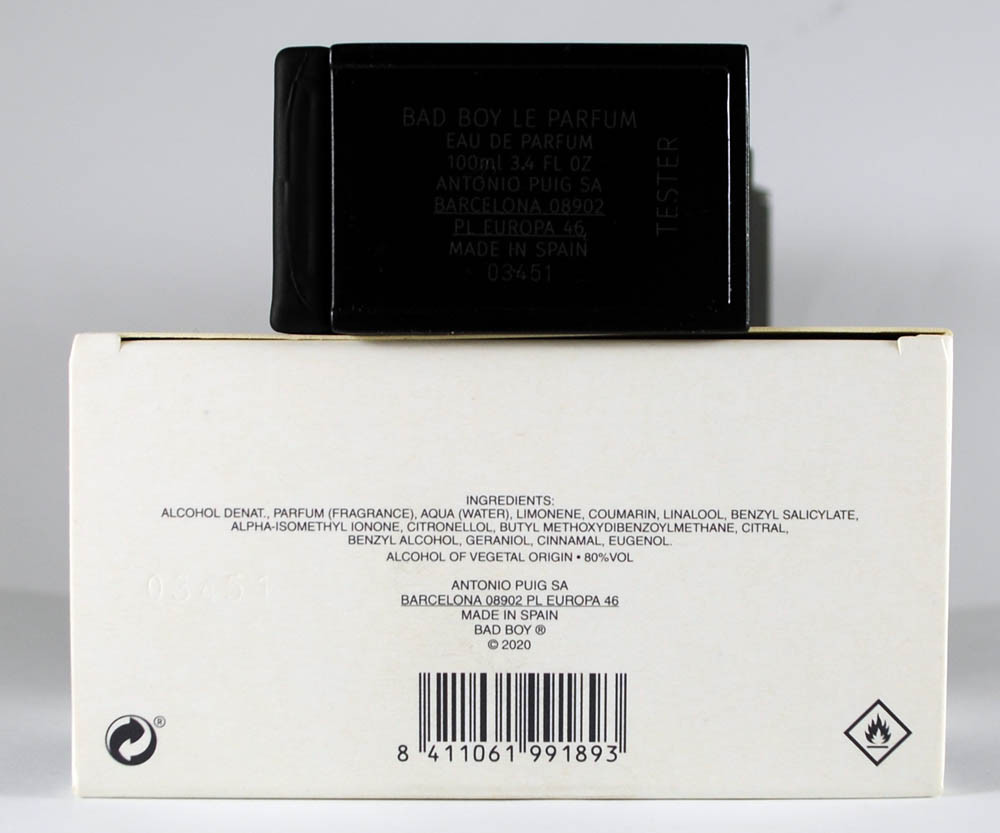 BAD BOY LE PARFUM
EAU DE PARFUM
100ml 3.4 FL OZ
ANTONIO PUIG SA
BARCELONA 08902
PL EUROPA 46
MADE IN SPAIN
03451
TESTER
INGREDIENTS:
ALCOHOL DENAT., PARFUM (FRAGRANCE), AQUA (WATER), LIMONENE, COUMARIN, LINALOOL, BENZYL SALICYLATE,
ALPHA-ISOMETHYL IONONE, CITRONELLOL, BUTYL METHOXYDIBENZOYLMETHANE, CITRAL,
BENZYL ALCOHOL, GERANIOL, CINNAMAL, EUGENOL.
ALCOHOL OF VEGETAL ORIGIN • 80%VOL
03451
ANTONIO PUIG SA
BARCELONA 08902 PL EUROPA 46
MADE IN SPAIN
BAD BOY ®
© 2020
®
8 411061 991893